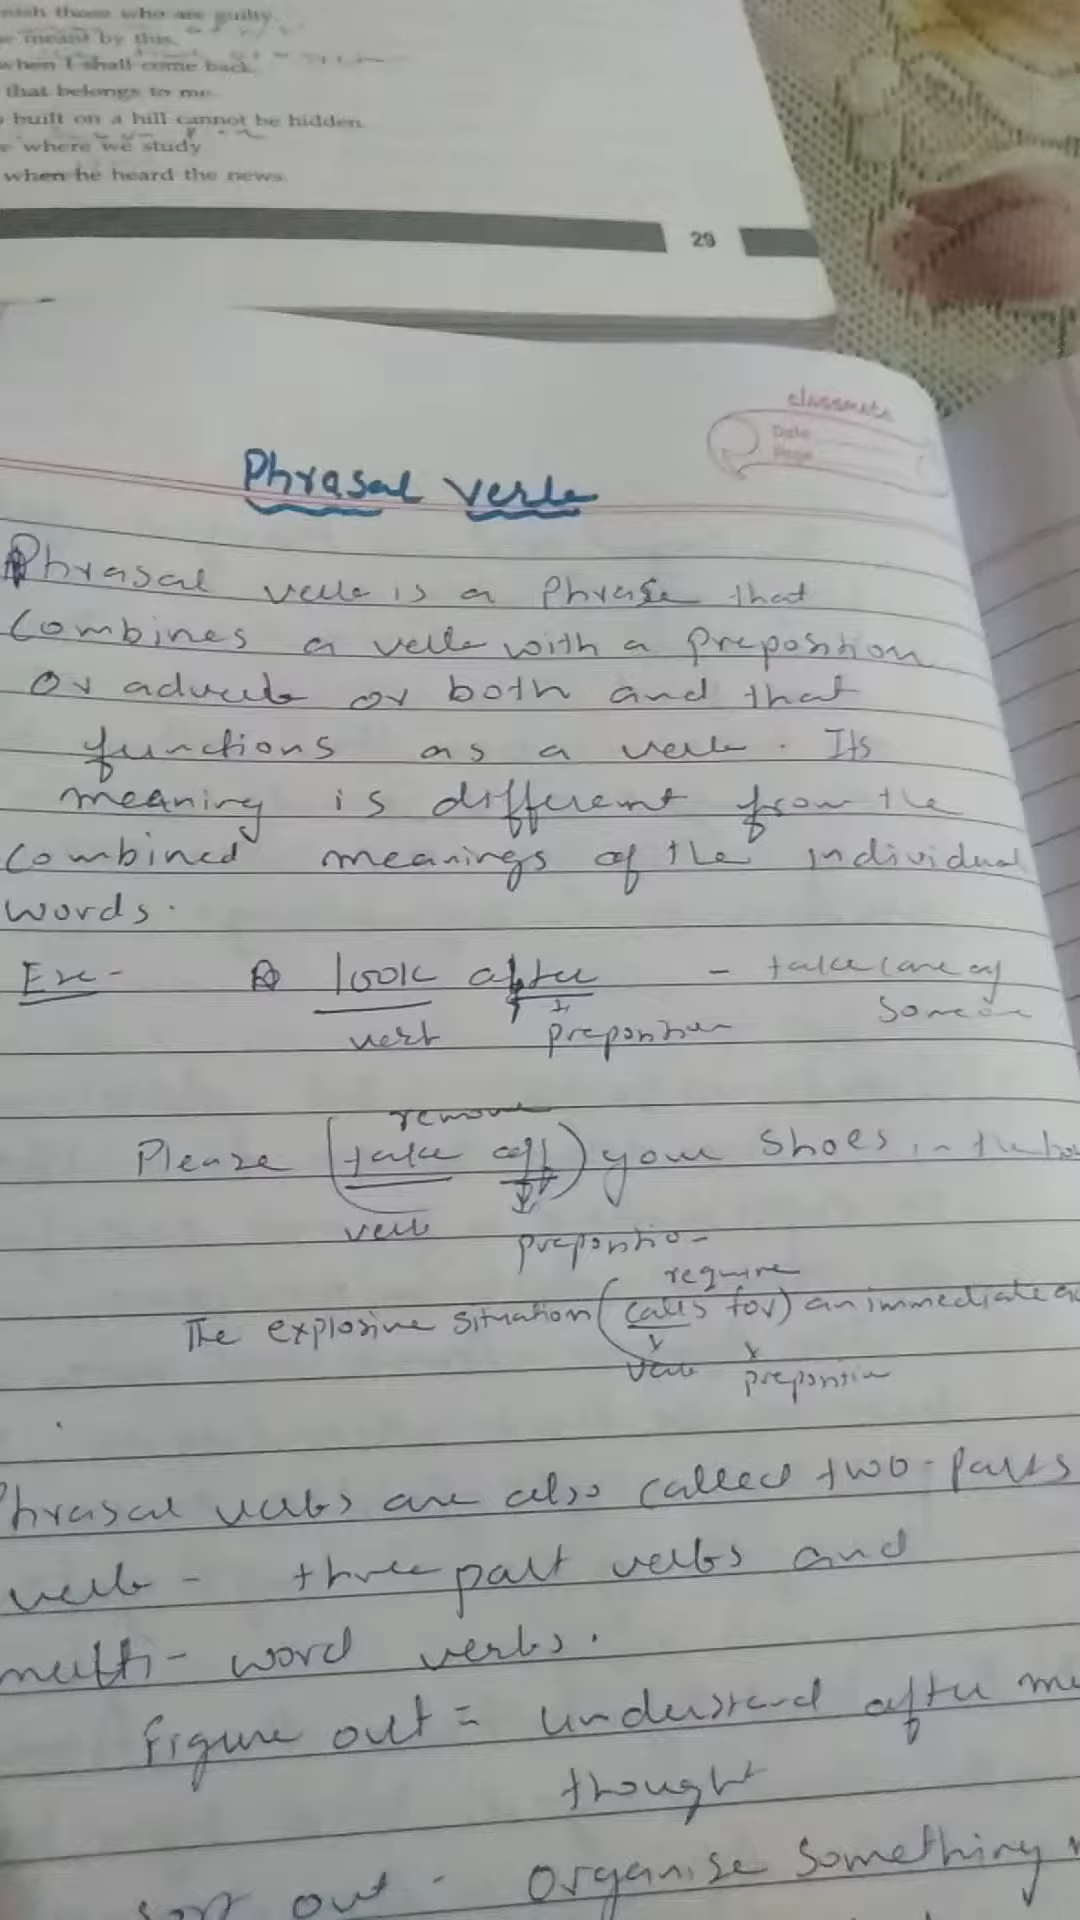 nish those who are guilty.
e meant by this.
when I shall come back.
that belongs to me.
built on a hill cannot be hidden.
e where we study.
when he heard the news.
29
classmate
Date
Page
Phrasal verb
Phrasal verb is a Phrase that
Combines a verb with a preposition
or adverb or both and that
functions as a verb. Its
meaning is different from the
combined meanings of the individual
words.
Ex - look after - take care of
someone
verb preposition
remove
Please (take off) your shoes in the
verb
preposition
require
The explosive situation (calls for) an immediate
verb preposition
Phrasal verbs are also called two-parts
verb - three part verbs and
multi-word verbs.
figure out = understand after
thought
sort out - organise something